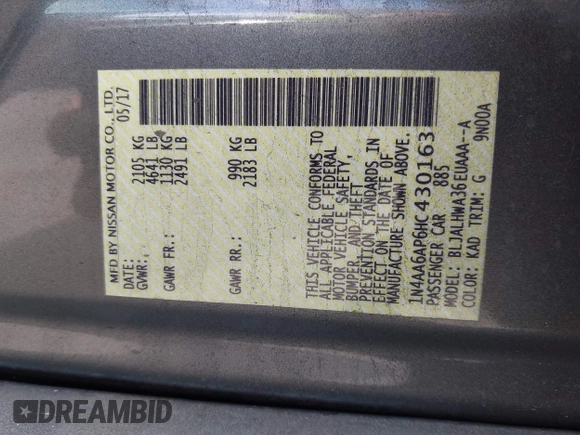 MFD BY NISSAN MOTOR CO., LTD.
DATE: 05/17
GVWR: 2105 KG
4641 LB
GAWR FR: 1130 KG
2491 LB
GAWR RR: 990 KG
2183 LB
THIS VEHICLE CONFORMS TO
ALL APPLICABLE FEDERAL
MOTOR VEHICLE SAFETY,
BUMPER AND THEFT
PREVENTION STANDARDS IN
EFFECT ON THE DATE OF
MANUFACTURE SHOWN ABOVE.
1N4AA6AP6HC430163
PASSENGER CAR 885
MODEL: BLJALHWA36EUAAA--A
COLOR: KAD TRIM: G 9N00A
DREAMBID